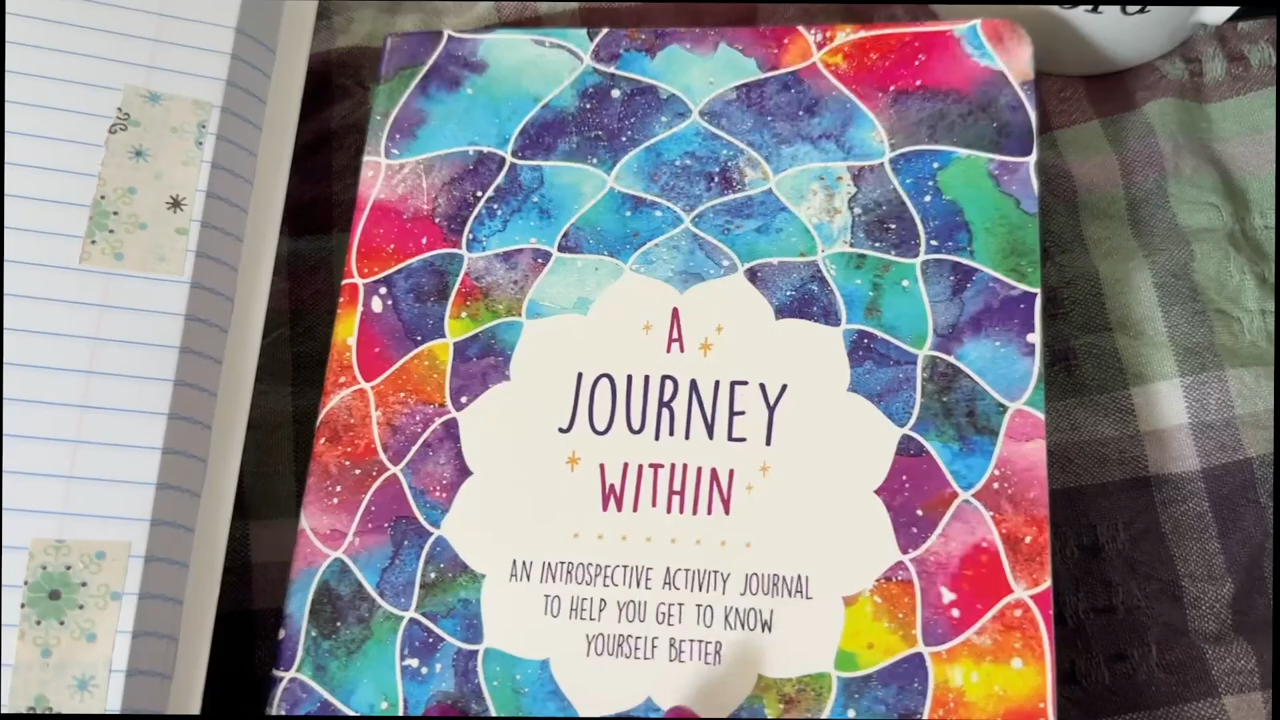 A
JOURNEY
WITHIN
AN INTROSPECTIVE ACTIVITY JOURNAL
TO HELP YOU GET TO KNOW
YOURSELF BETTER